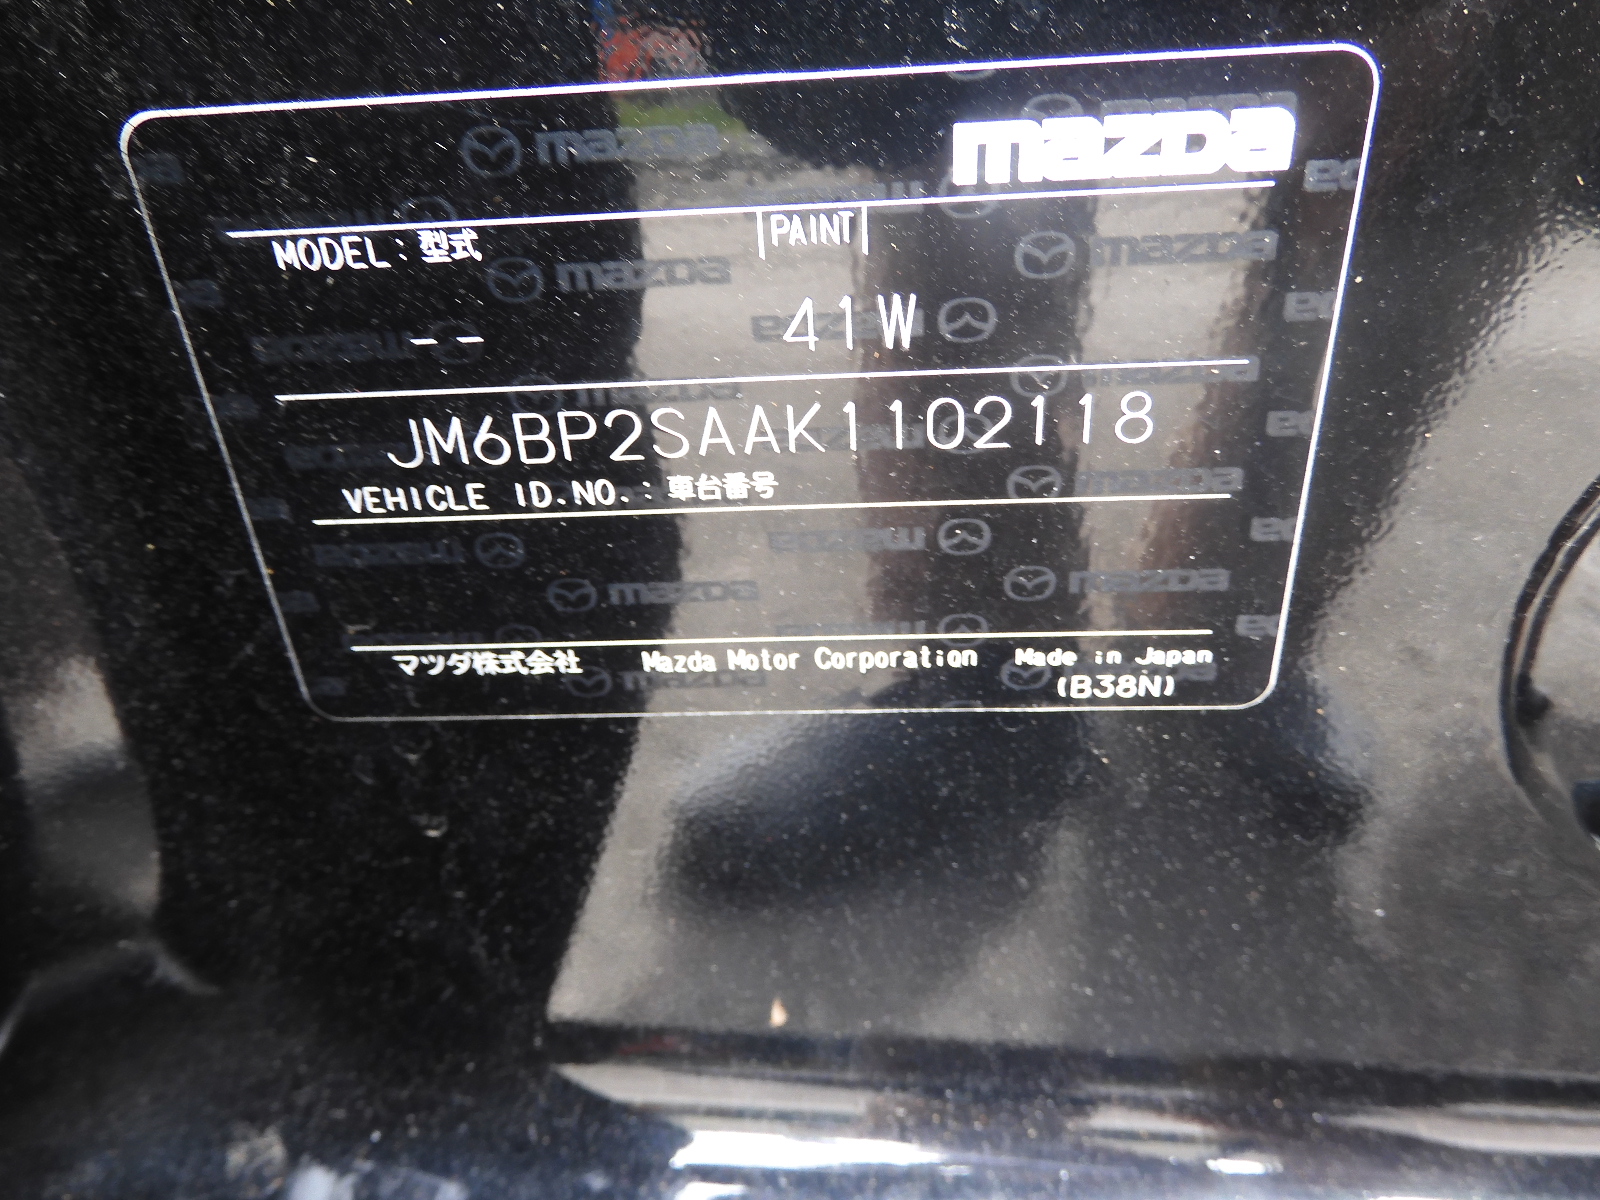 mazda
MODEL : 型式
PAINT
-- 41W
JM6BP2SAAK1102118
VEHICLE ID.NO. : 車台番号
マツダ株式会社 Mazda Motor Corporation Made in Japan
(B38N)